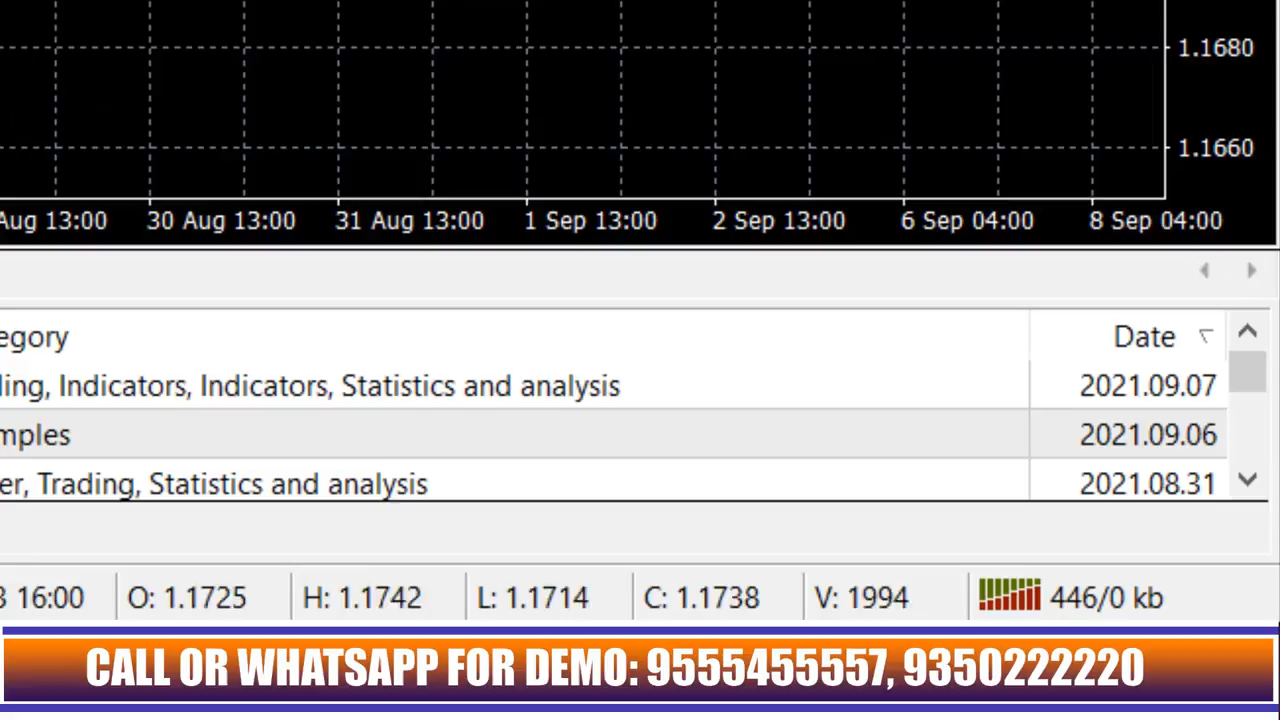 1.1680
1.1660
Aug 13:00 30 Aug 13:00 31 Aug 13:00 1 Sep 13:00 2 Sep 13:00 6 Sep 04:00 8 Sep 04:00
egory Date
ing, Indicators, Indicators, Statistics and analysis 2021.09.07
mples 2021.09.06
er, Trading, Statistics and analysis 2021.08.31
16:00 O: 1.1725 H: 1.1742 L: 1.1714 C: 1.1738 V: 1994 446/0 kb
CALL OR WHATSAPP FOR DEMO: 9555455557, 9350222220